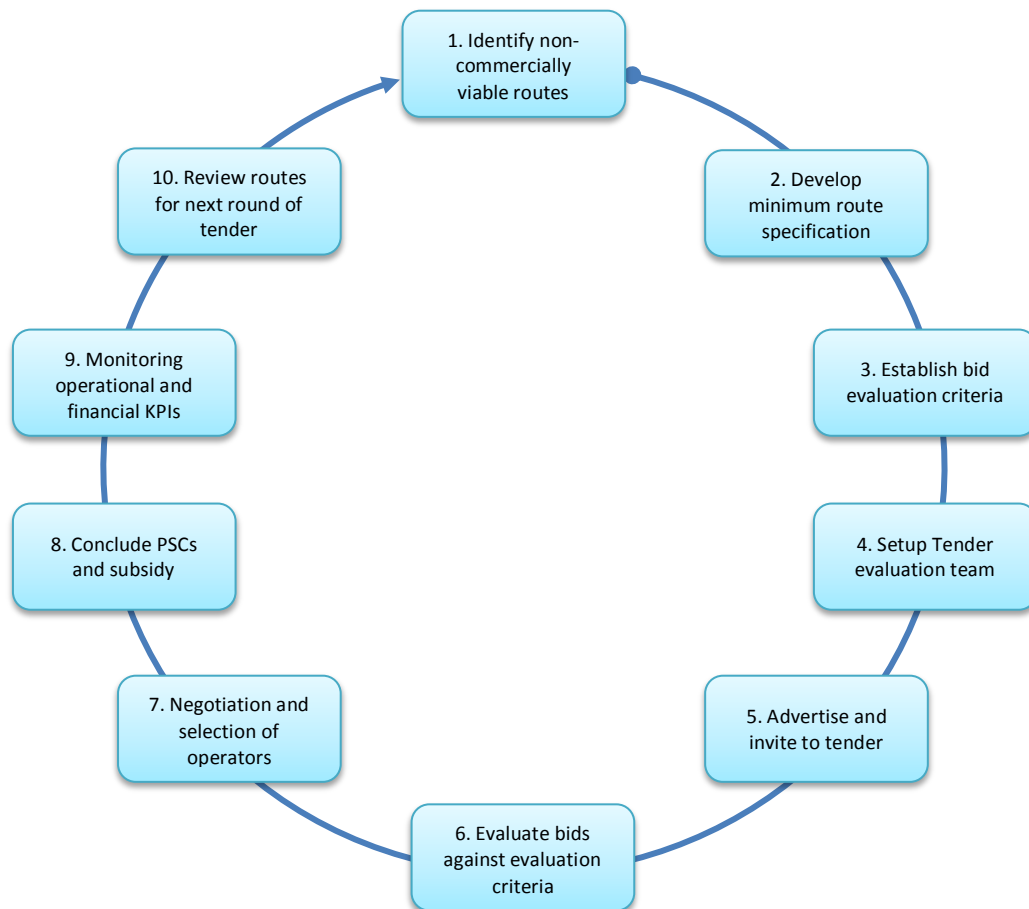 1. Identify non-
commercially
viable routes
2. Develop
minimum route
specification
3. Establish bid
evaluation criteria
4. Setup Tender
evaluation team
5. Advertise and
invite to tender
6. Evaluate bids
against evaluation
criteria
7. Negotiation and
selection of
operators
8. Conclude PSCs
and subsidy
9. Monitoring
operational and
financial KPIs
10. Review routes
for next round of
tender